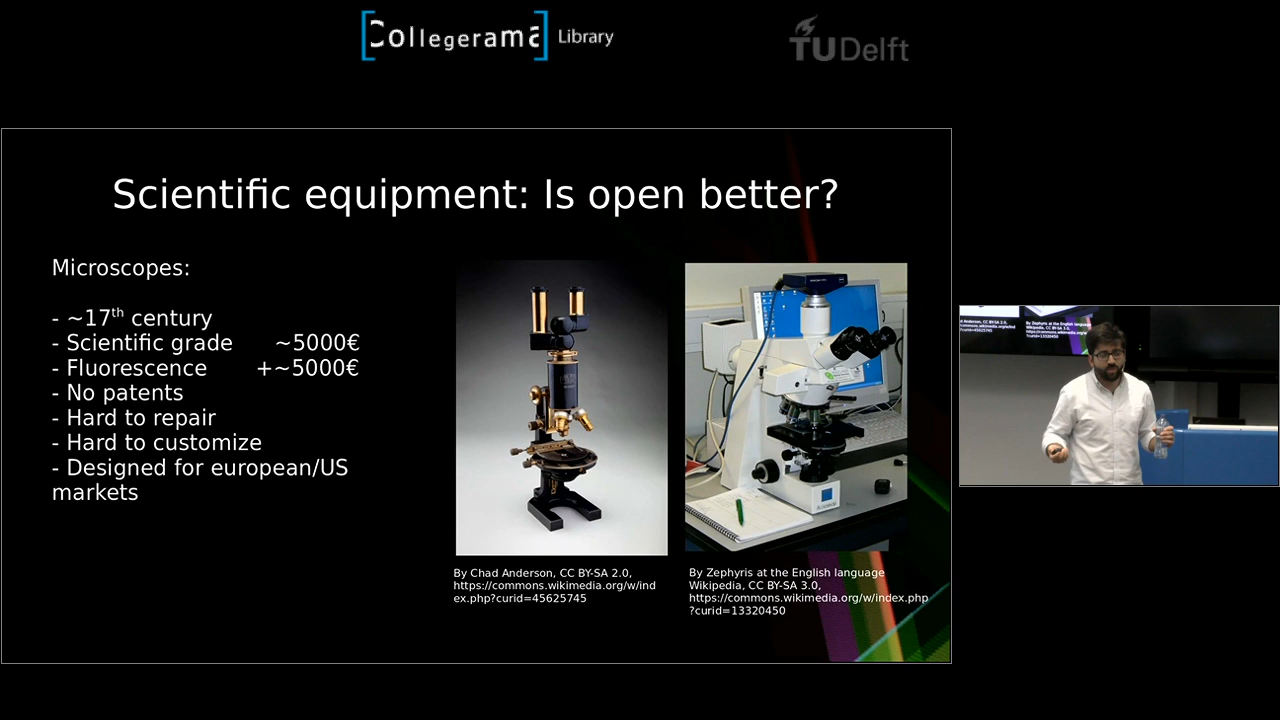 Collegerama Library
TU Delft
Scientific equipment: Is open better?
Microscopes:
- ~17th century
- Scientific grade ~5000€
- Fluorescence +~5000€
- No patents
- Hard to repair
- Hard to customize
- Designed for european/US
markets
By Chad Anderson, CC BY-SA 2.0,
https://commons.wikimedia.org/w/ind
ex.php?curid=45625745
By Zephyris at the English language
Wikipedia, CC BY-SA 3.0,
https://commons.wikimedia.org/w/index.php
?curid=13320450